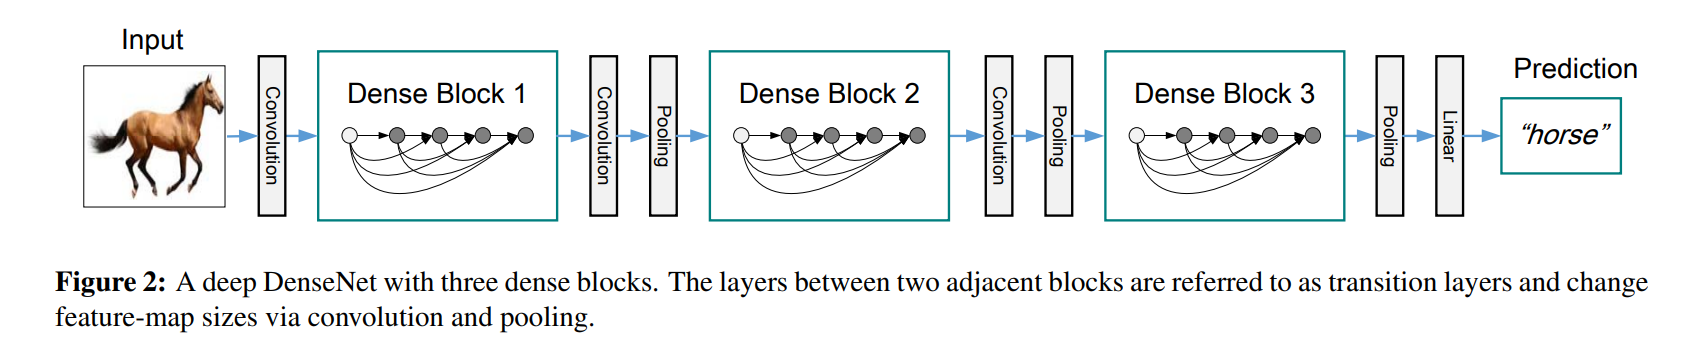 Input
Prediction
Convolution
Dense Block 1
Convolution
Pooling
Dense Block 2
Convolution
Pooling
Dense Block 3
Pooling
Linear
“horse”
Figure 2: A deep DenseNet with three dense blocks. The layers between two adjacent blocks are referred to as transition layers and change
feature-map sizes via convolution and pooling.